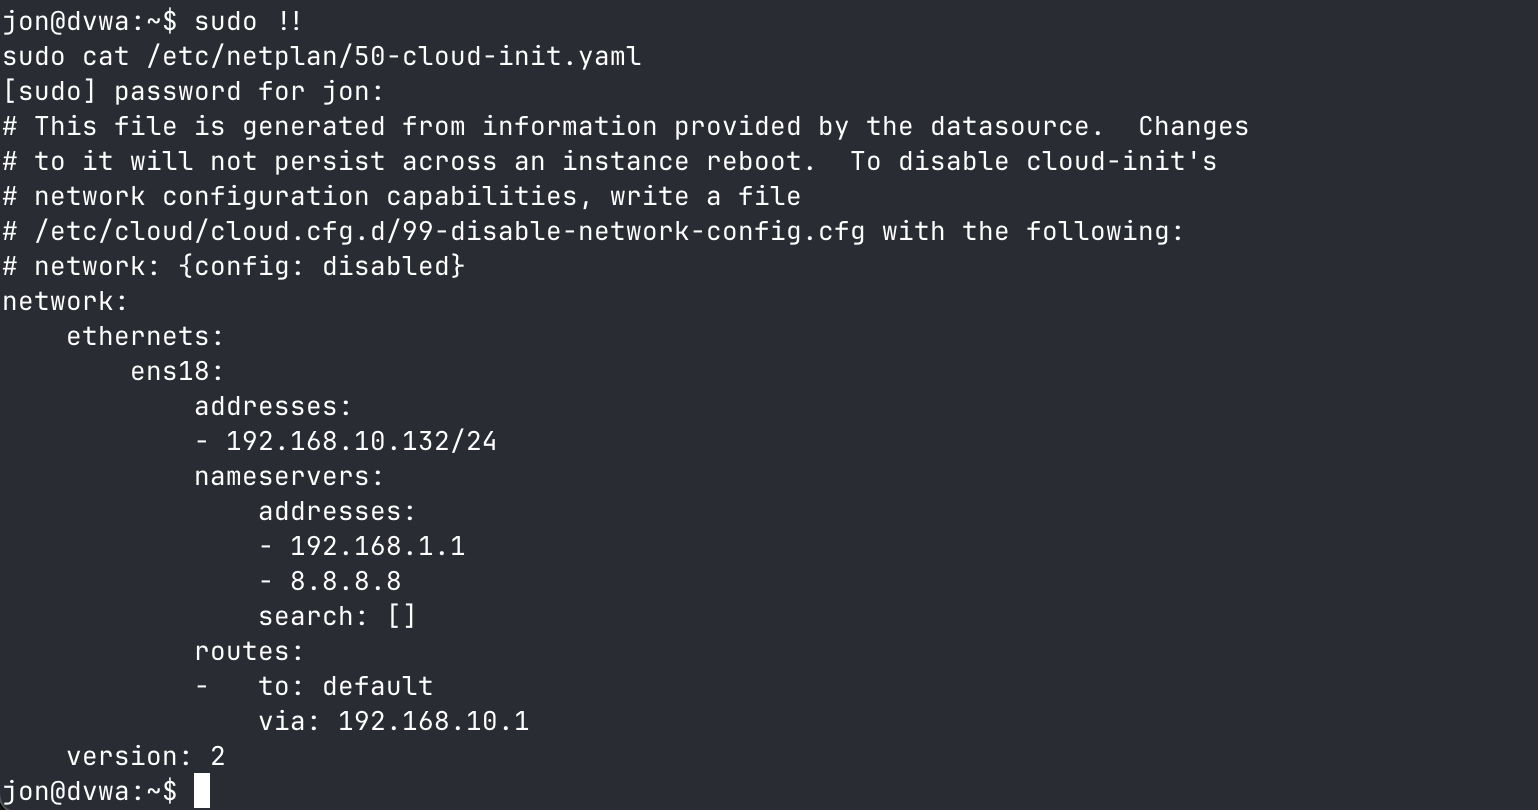 jon@dvwa:~$ sudo !!
sudo cat /etc/netplan/50-cloud-init.yaml
[sudo] password for jon:
# This file is generated from information provided by the datasource.  Changes
# to it will not persist across an instance reboot.  To disable cloud-init's
# network configuration capabilities, write a file
# /etc/cloud/cloud.cfg.d/99-disable-network-config.cfg with the following:
# network: {config: disabled}
network:
    ethernets:
        ens18:
            addresses:
            - 192.168.10.132/24
            nameservers:
                addresses:
                - 192.168.1.1
                - 8.8.8.8
                search: []
            routes:
            -   to: default
                via: 192.168.10.1
    version: 2
jon@dvwa:~$